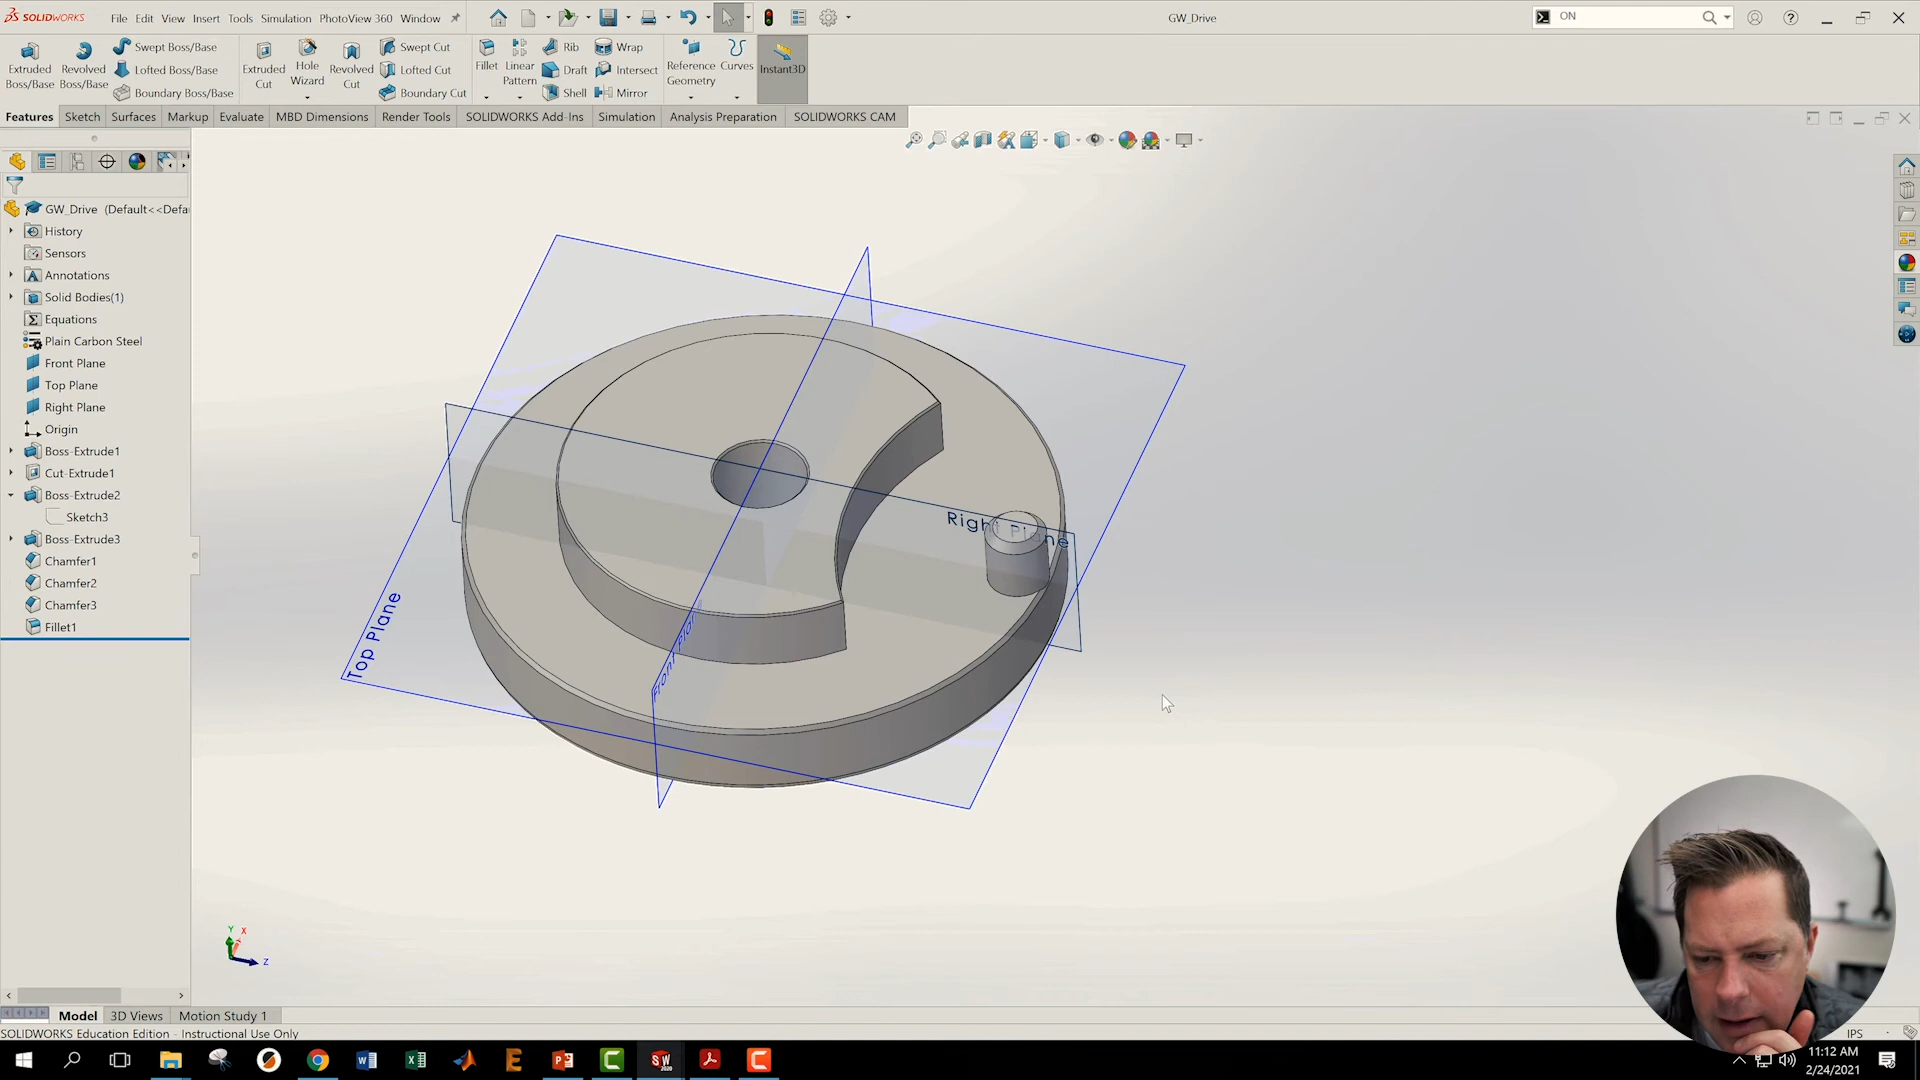 SOLIDWORKS File Edit View Insert Tools Simulation PhotoView 360 Window GW_Drive ON
Extruded Boss/Base
Revolved Boss/Base
Swept Boss/Base
Lofted Boss/Base
Boundary Boss/Base
Extruded Cut
Hole Wizard
Revolved Cut
Swept Cut
Lofted Cut
Boundary Cut
Fillet
Linear Pattern
Rib
Draft
Shell
Wrap
Intersect
Mirror
Reference Geometry
Curves
Instant3D
Features Sketch Surfaces Markup Evaluate MBD Dimensions Render Tools SOLIDWORKS Add-Ins Simulation Analysis Preparation SOLIDWORKS CAM
GW_Drive (Default<<Defa
History
Sensors
Annotations
Solid Bodies(1)
Equations
Plain Carbon Steel
Front Plane
Top Plane
Right Plane
Origin
Boss-Extrude1
Cut-Extrude1
Boss-Extrude2
Sketch3
Boss-Extrude3
Chamfer1
Chamfer2
Chamfer3
Fillet1
Top Plane
Front Plan
Right Plane
Y X
Z
Model 3D Views Motion Study 1
SOLIDWORKS Education Edition - Instructional Use Only IPS
11:12 AM
2/24/2021